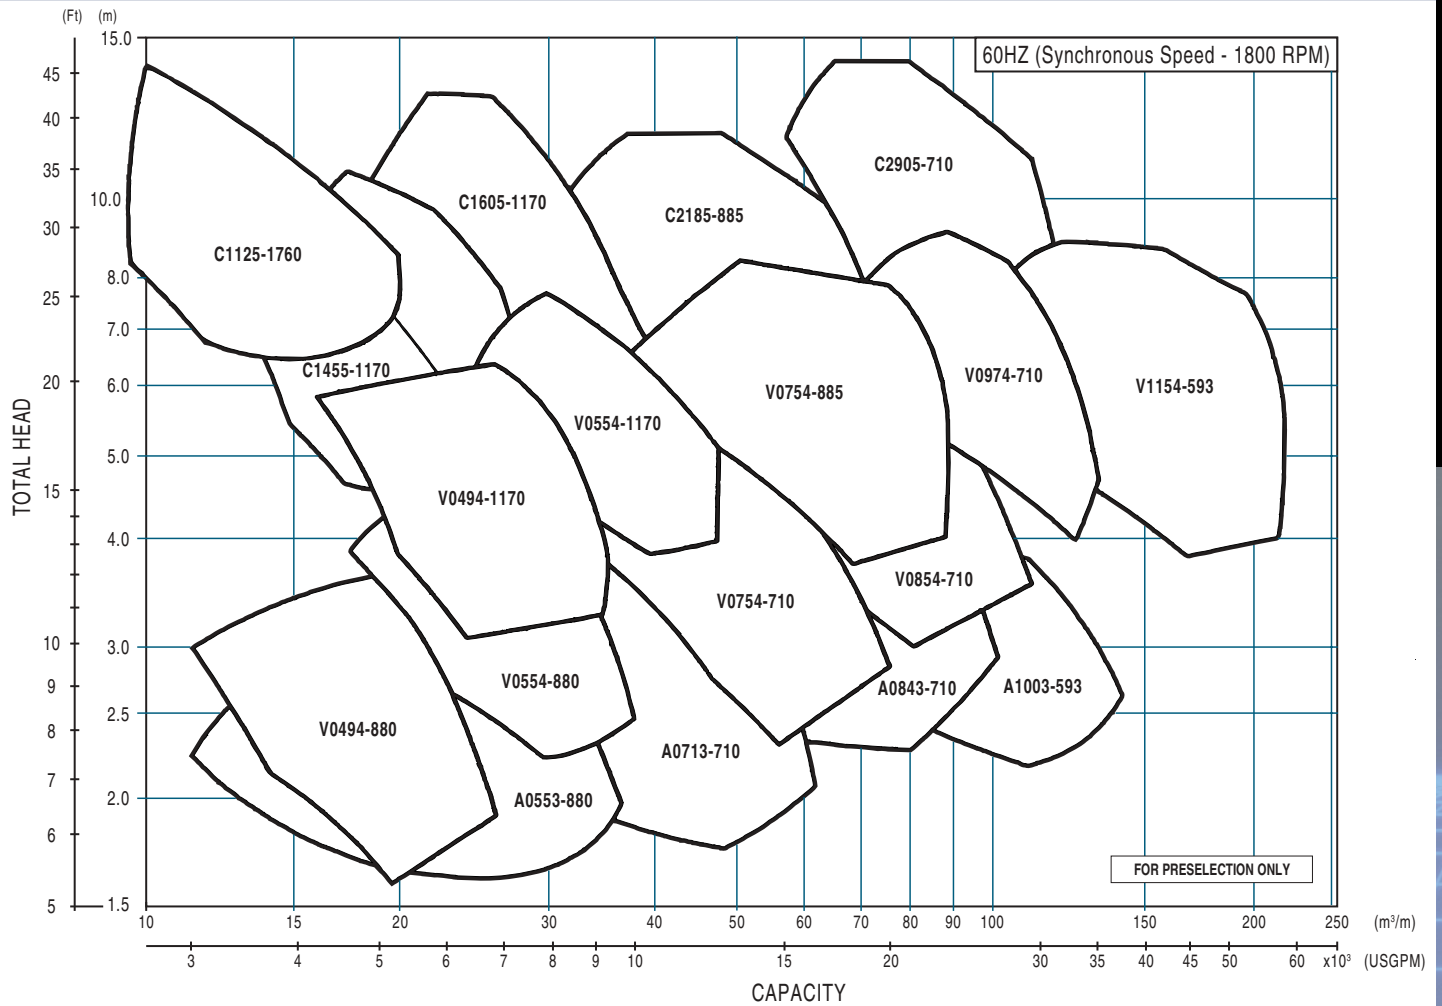 (Ft) (m)
15.0
60HZ (Synchronous Speed - 1800 RPM)
45
40
C2905-710
35
10.0
C1605-1170
C2185-885
30
C1125-1760
8.0
25
7.0
C1455-1170
V0974-710
20
6.0
V0754-885
V1154-593
TOTAL HEAD
V0554-1170
5.0
15
V0494-1170
4.0
V0854-710
V0754-710
10
3.0
9
V0554-880
A0843-710
A1003-593
2.5
8
V0494-880
A0713-710
7
2.0
A0553-880
6
FOR PRESELECTION ONLY
5
1.5
10 15 20 30 40 50 60 70 80 90 100 150 200 250 (m³/m)
3 4 5 6 7 8 9 10 15 20 30 35 40 45 50 60 x10³ (USGPM)
CAPACITY